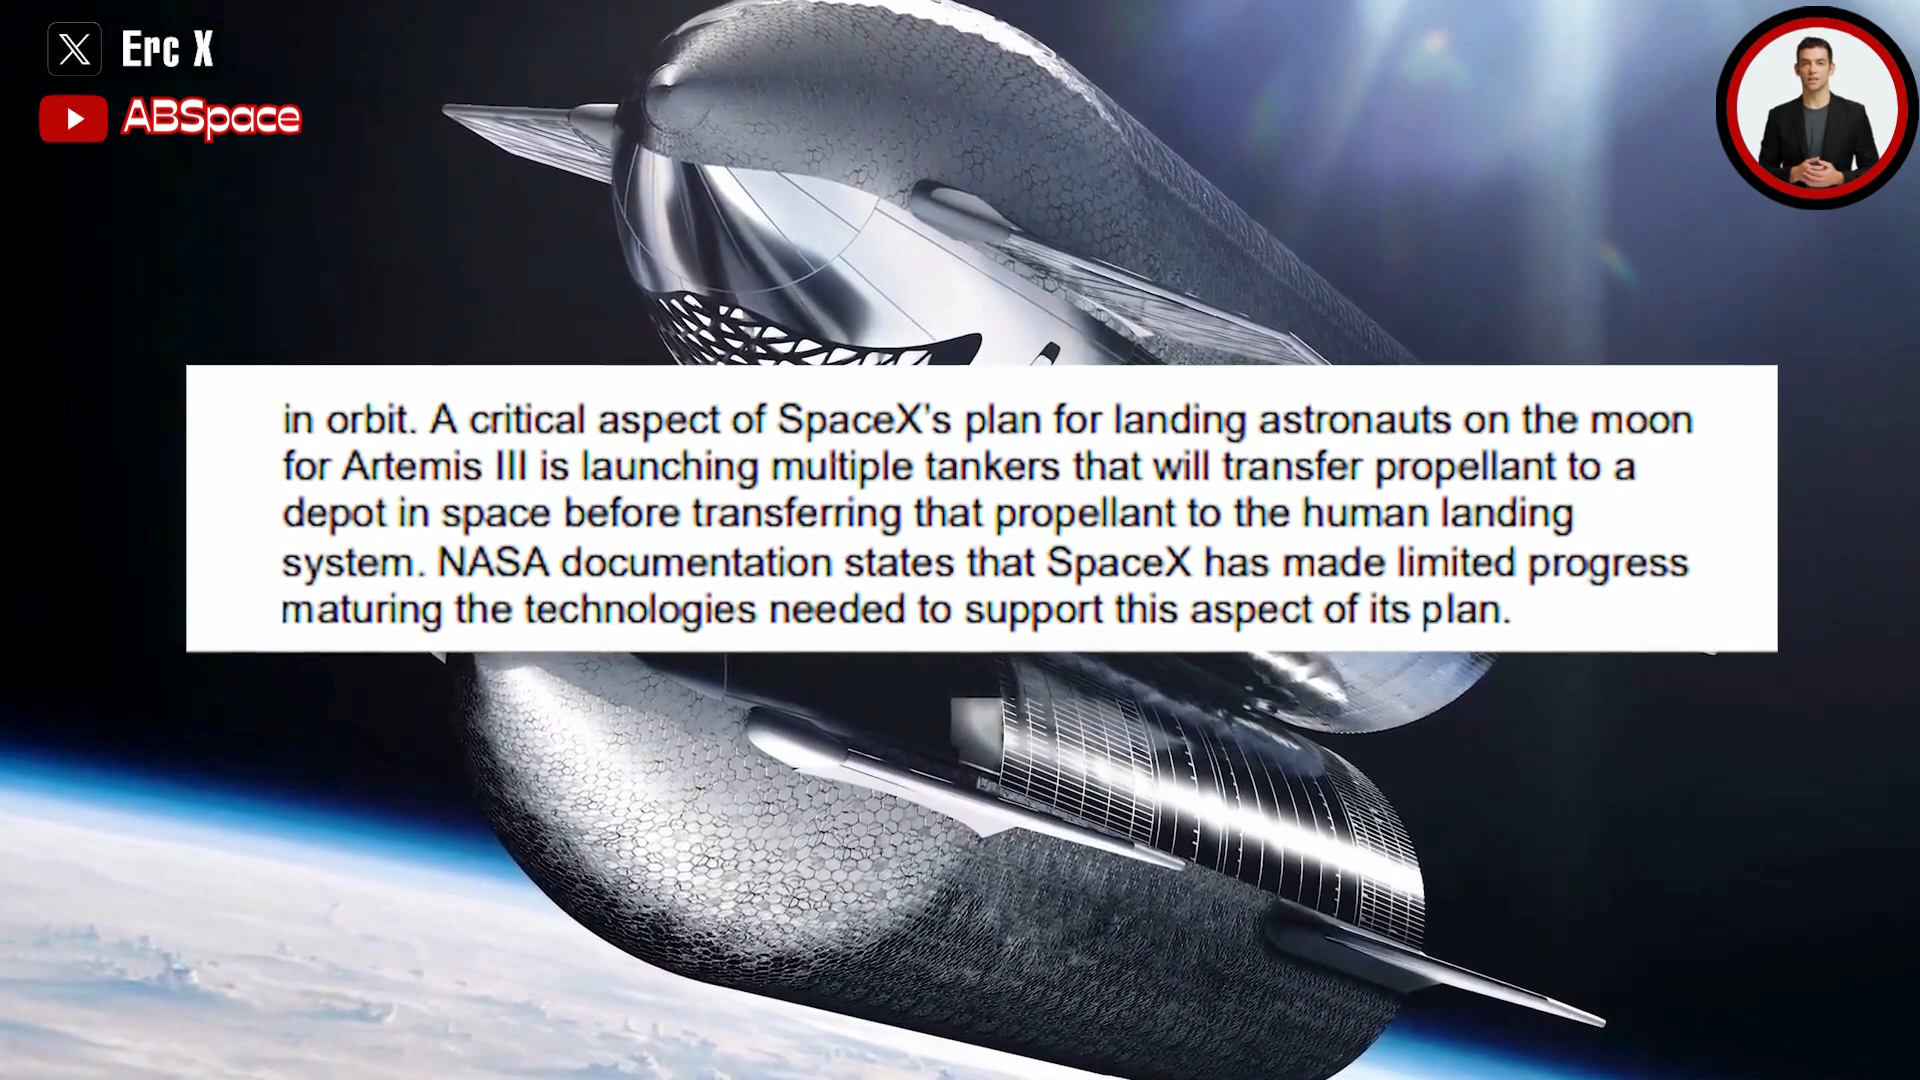 Erc X
ABSpace
in orbit. A critical aspect of SpaceX's plan for landing astronauts on the moon
for Artemis III is launching multiple tankers that will transfer propellant to a
depot in space before transferring that propellant to the human landing
system. NASA documentation states that SpaceX has made limited progress
maturing the technologies needed to support this aspect of its plan.